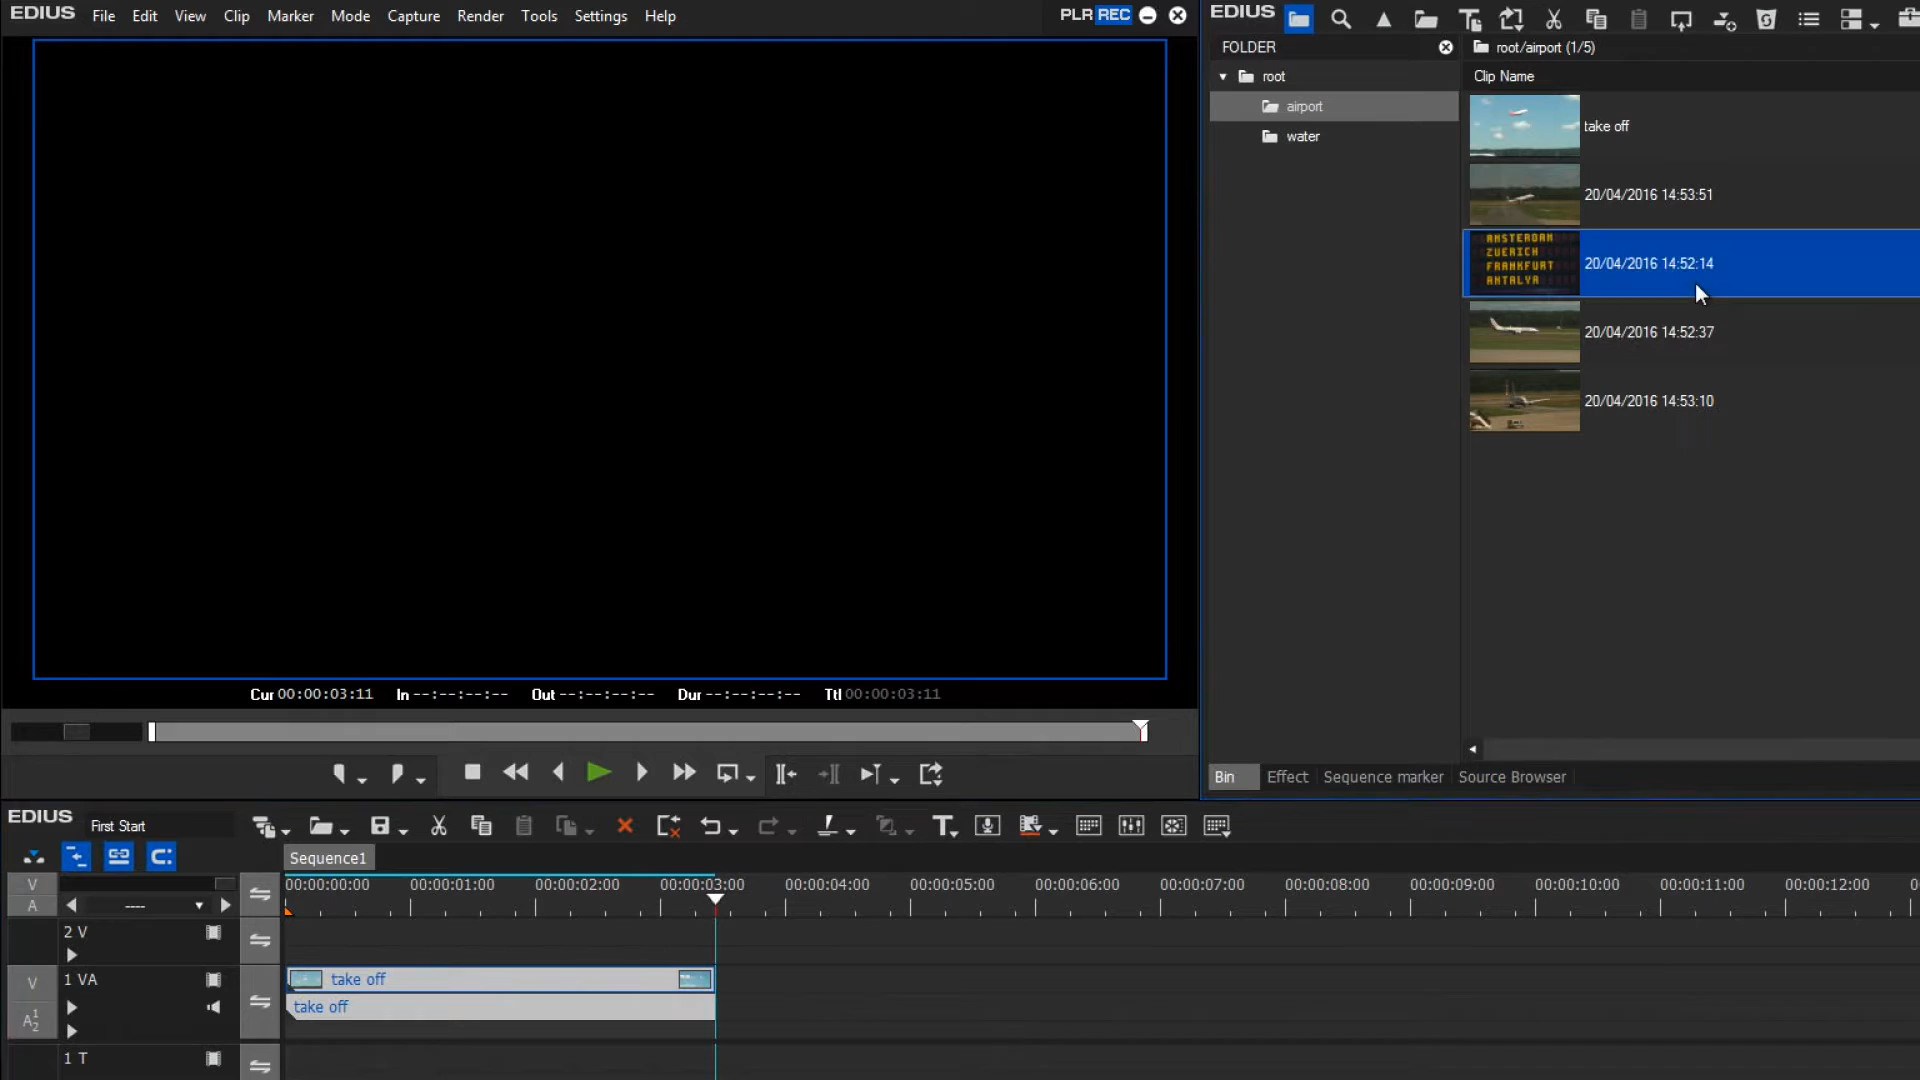 EDIUS File Edit View Clip Marker Mode Capture Render Tools Settings Help PLR REC
EDIUS
FOLDER
root/airport (1/5)
root
airport
water
Clip Name
take off
20/04/2016 14:53:51
AMSTERDAM
ZUERICH
FRANKFURT
ANTALYA
20/04/2016 14:52:14
20/04/2016 14:52:37
20/04/2016 14:53:10
Cur 00:00:03:11 In --:--:--:-- Out --:--:--:-- Dur --:--:--:-- Ttl 00:00:03:11
Bin Effect Sequence marker Source Browser
EDIUS First Start
Sequence1
V 00:00:00:00 00:00:01:00 00:00:02:00 00:00:03:00 00:00:04:00 00:00:05:00 00:00:06:00 00:00:07:00 00:00:08:00 00:00:09:00 00:00:10:00 00:00:11:00 00:00:12:00
A ----
2 V
V 1 VA take off
A 1 2 take off
1 T